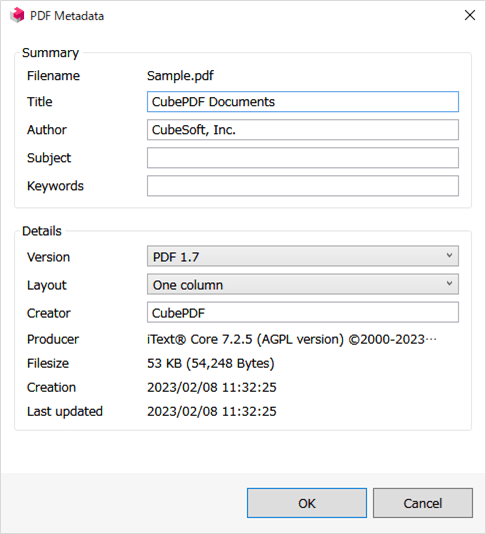 PDF Metadata
Summary
Filename Sample.pdf
Title CubePDF Documents
Author CubeSoft, Inc.
Subject
Keywords
Details
Version PDF 1.7
Layout One column
Creator CubePDF
Producer iText® Core 7.2.5 (AGPL version) ©2000-2023…
Filesize 53 KB (54,248 Bytes)
Creation 2023/02/08 11:32:25
Last updated 2023/02/08 11:32:25
OK Cancel